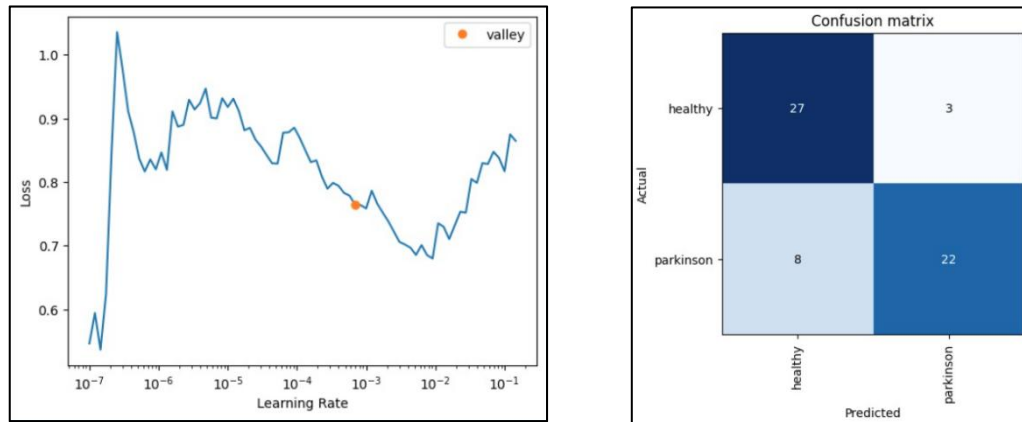 valley
1.0
0.9
0.8
0.7
0.6
Loss
10⁻⁷
10⁻⁶
10⁻⁵
10⁻⁴
10⁻³
10⁻²
10⁻¹
Learning Rate
Confusion matrix
healthy
27
3
Actual
parkinson
8
22
healthy
parkinson
Predicted